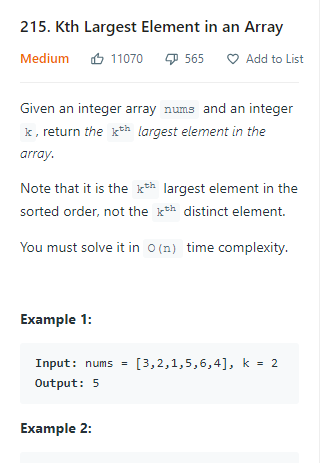 215. Kth Largest Element in an Array
Medium 11070 565 Add to List
Given an integer array nums and an integer
k, return the kth largest element in the
array.
Note that it is the kth largest element in the
sorted order, not the kth distinct element.
You must solve it in O(n) time complexity.
Example 1:
Input: nums = [3,2,1,5,6,4], k = 2
Output: 5
Example 2: